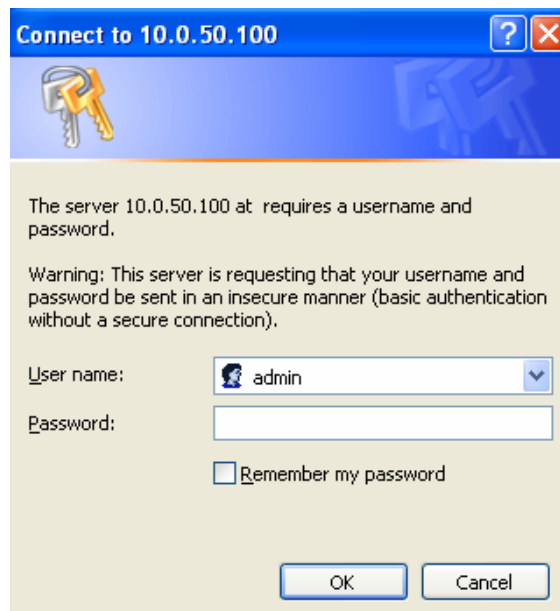 Connect to 10.0.50.100
The server 10.0.50.100 at  requires a username and
password.
Warning: This server is requesting that your username and
password be sent in an insecure manner (basic authentication
without a secure connection).
User name:
admin
Password:
Remember my password
OK
Cancel